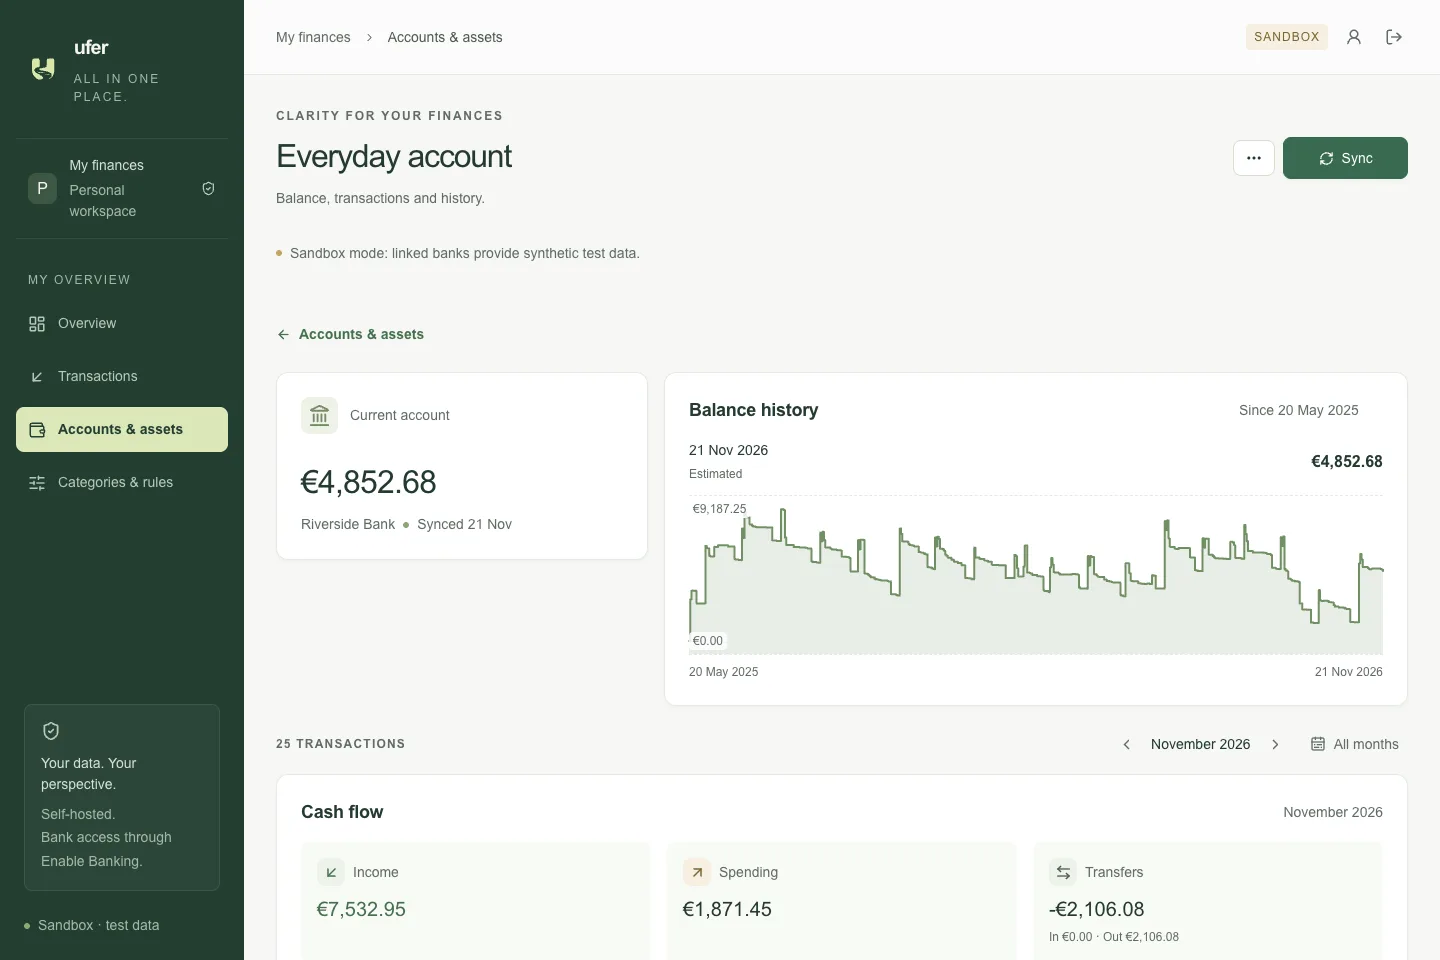 ufer
ALL IN ONE
PLACE.
P
My finances
Personal
workspace
MY OVERVIEW
Overview
Transactions
Accounts & assets
Categories & rules
Your data. Your
perspective.
Self-hosted.
Bank access through
Enable Banking.
Sandbox · test data
My finances
Accounts & assets
SANDBOX
CLARITY FOR YOUR FINANCES
Everyday account
Balance, transactions and history.
Sync
Sandbox mode: linked banks provide synthetic test data.
Accounts & assets
Current account
€4,852.68
Riverside Bank
Synced 21 Nov
Balance history
Since 20 May 2025
21 Nov 2026
Estimated
€4,852.68
€9,187.25
€0.00
20 May 2025
21 Nov 2026
25 TRANSACTIONS
November 2026
All months
Cash flow
November 2026
Income
€7,532.95
Spending
€1,871.45
Transfers
-€2,106.08
In €0.00 · Out €2,106.08